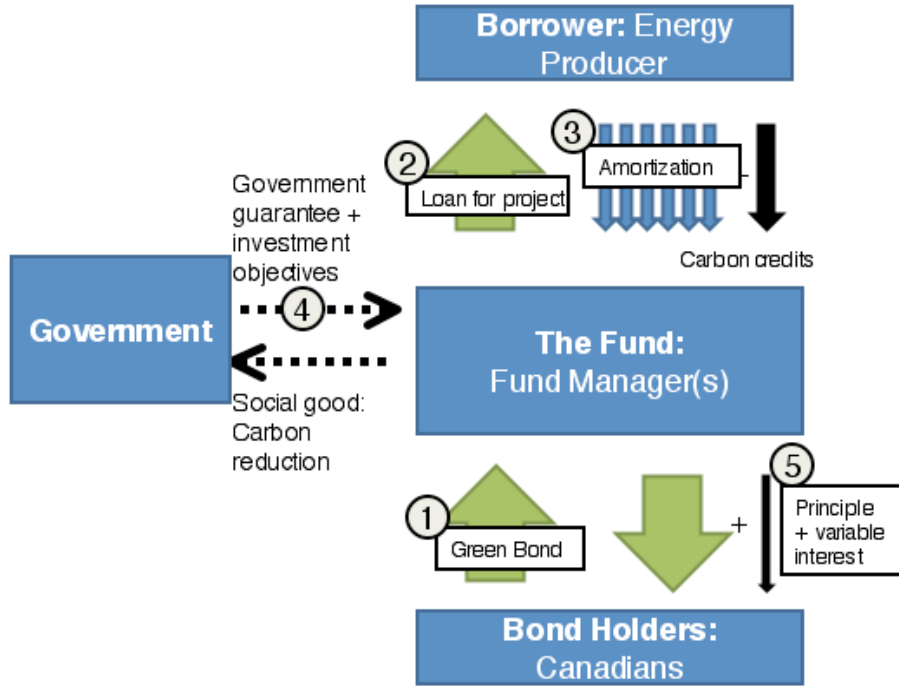 Borrower: Energy
Producer
2
3
Loan for project
Amortization
Carbon credits
Government
guarantee +
investment
objectives
4
Government
Social good:
Carbon
reduction
The Fund:
Fund Manager(s)
1
Green Bond
+
5
Principle
+ variable
interest
Bond Holders:
Canadians